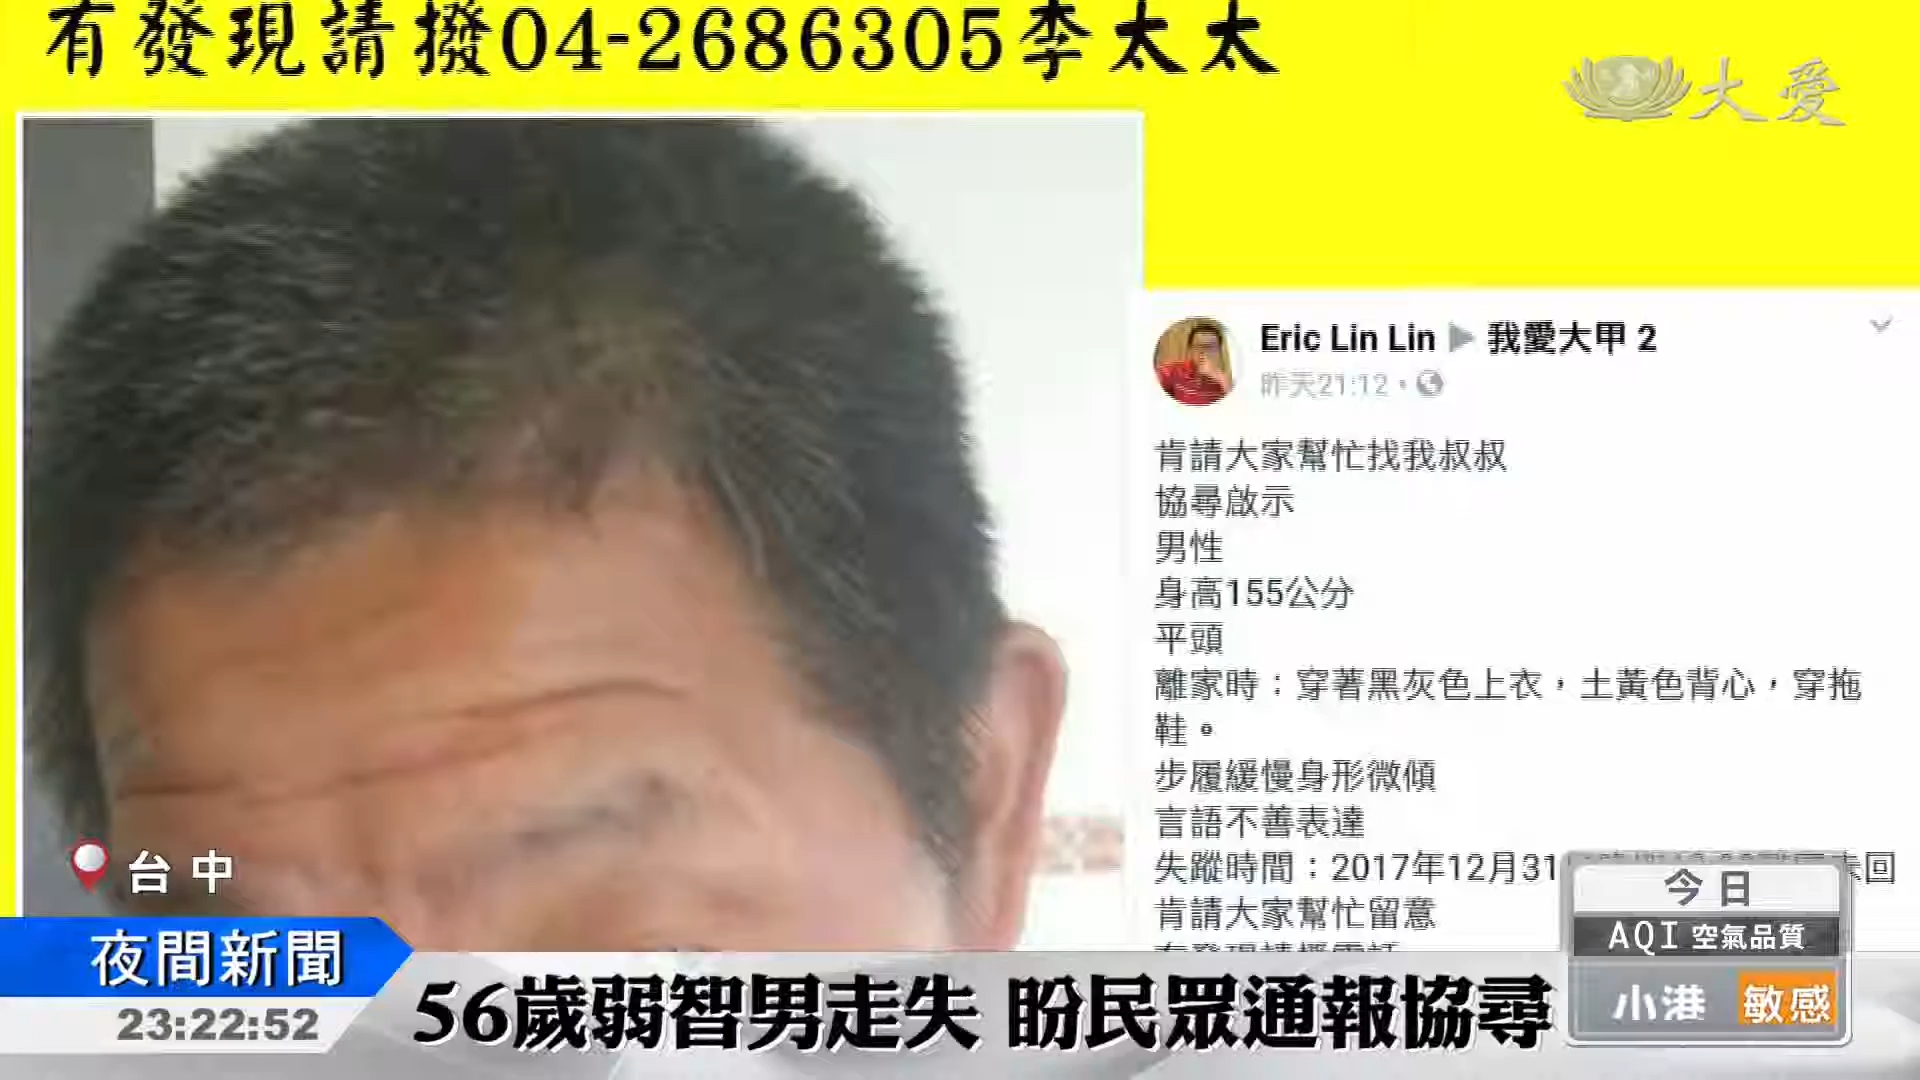 有發現請撥04-2686305李太太
大愛
Eric Lin Lin ▶ 我愛大甲 2
昨天21:12
肯請大家幫忙找我叔叔
協尋啟示
男性
身高155公分
平頭
離家時：穿著黑灰色上衣，土黃色背心，穿拖
鞋。
步履緩慢身形微傾
言語不善表達
失蹤時間：2017年12月31
回
肯請大家幫忙留意
台中
今日
AQI 空氣品質
小港 敏感
夜間新聞
23:22:52
56歲弱智男走失 盼民眾通報協尋